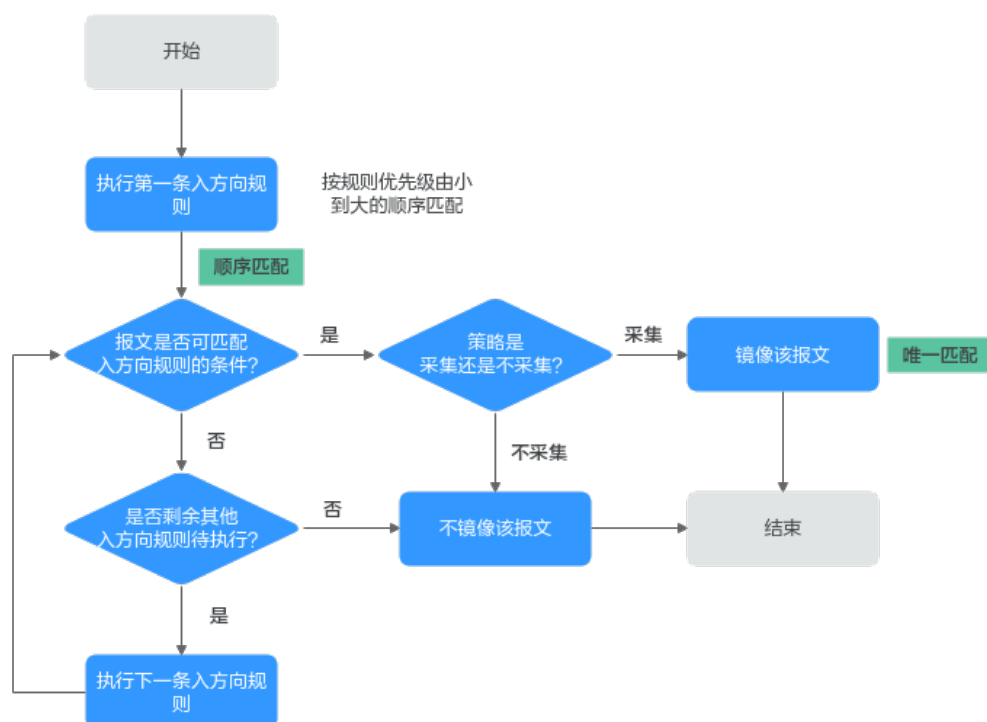 开始
执行第一条入方向规
则
按规则优先级由小
到大的顺序匹配
顺序匹配
报文是否可匹配
入方向规则的条件?
是
策略是
采集还是不采集?
采集
镜像该报文
唯一匹配
否
不采集
是否剩余其他
入方向规则待执行?
否
不镜像该报文
结束
是
执行下一条入方向规
则